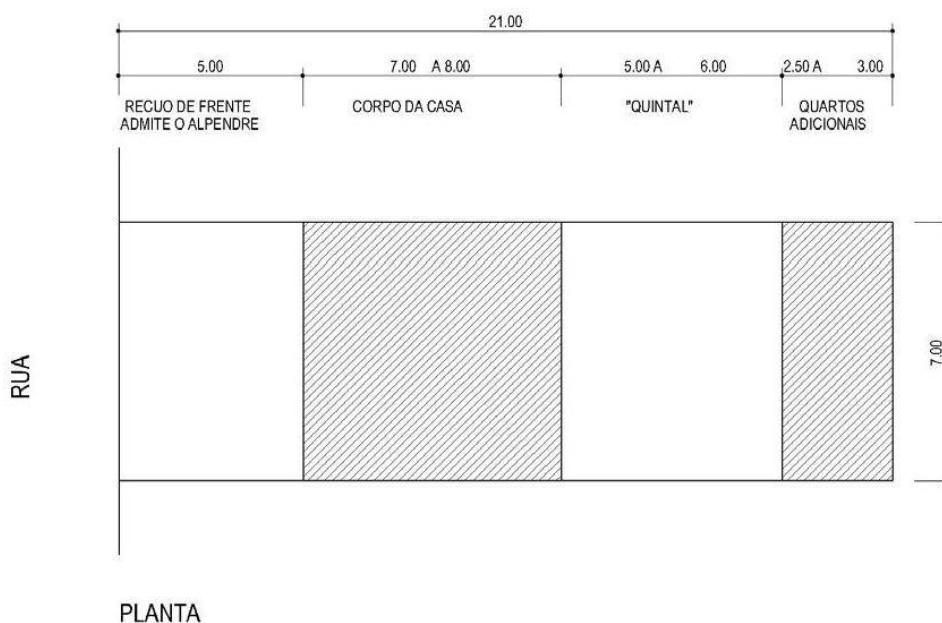 21.00
5.00 7.00 A 8.00 5.00 A 6.00 2.50 A 3.00
RECUO DE FRENTE
ADMITE O ALPENDRE
CORPO DA CASA
"QUINTAL"
QUARTOS
ADICIONAIS
RUA
7.00
PLANTA